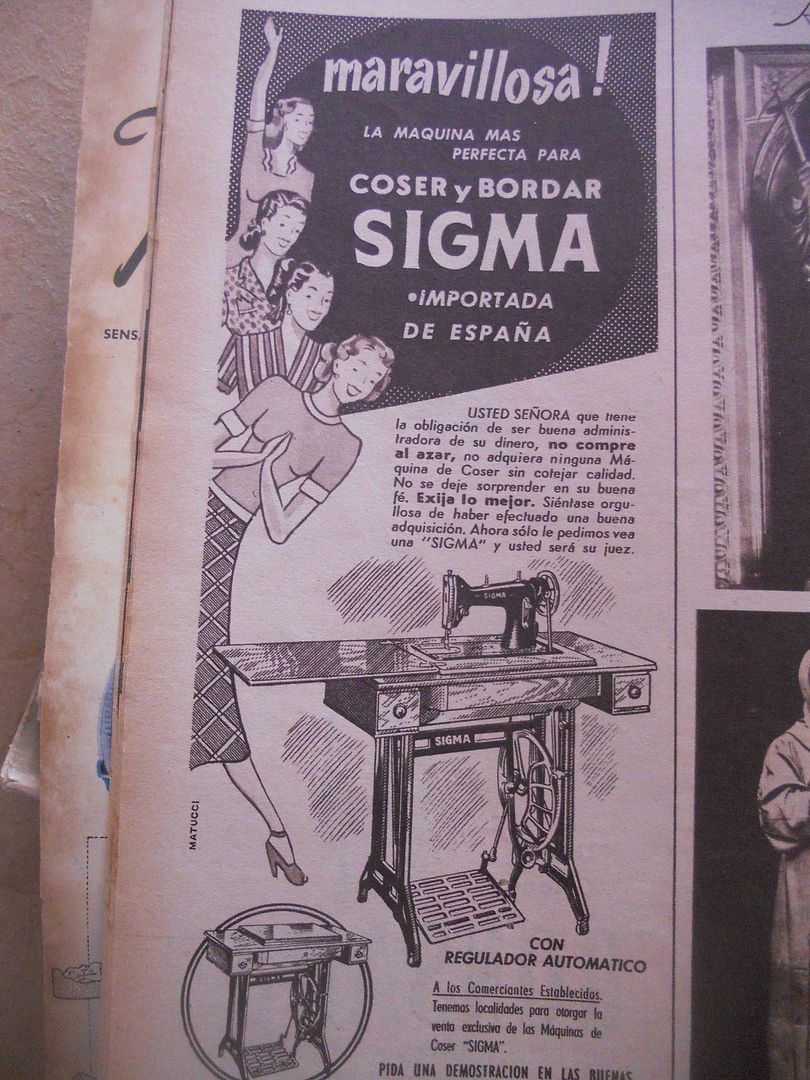 maravillosa!
LA MAQUINA MAS
PERFECTA PARA
COSER y BORDAR
SIGMA
•IMPORTADA
DE ESPAÑA
SENS
USTED SEÑORA que tiene
la obligación de ser buena adminis-
tradora de su dinero, no compre
al azar, no adquiera ninguna Má-
quina de Coser sin cotejar calidad.
No se deje sorprender en su buena
fé. Exija lo mejor. Siéntase orgu-
llosa de haber efectuado una buena
adquisición. Ahora sólo le pedimos vea
una "SIGMA" y usted será su juez.
SIGMA
SIGMA
MATUCCI
CON
REGULADOR AUTOMATICO
SIGMA
A los Comerciantes Establecidos.
Tenemos localidades para otorgar la
venta exclusiva de las Máquinas de
Coser "SIGMA".
PIDA UNA DEMOSTRACION EN LAS BUENAS